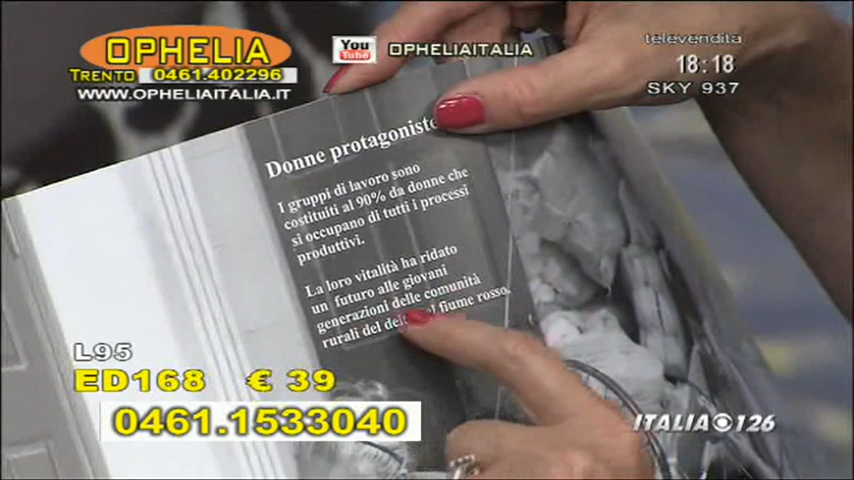 OPHELIA
TRENTO 0461.402296
WWW.OPHELIAITALIA.IT
You Tube OPHELIAITALIA
televendita
18:18
SKY 937
Donne protagoniste
I gruppi di lavoro sono
costituiti al 90% da donne che
si occupano di tutti i processi
produttivi.
La loro vitalità ha ridato
un futuro alle giovani
generazioni delle comunità
rurali del fiume rosso.
L95
ED168 € 39
0461.1533040
ITALIA 126